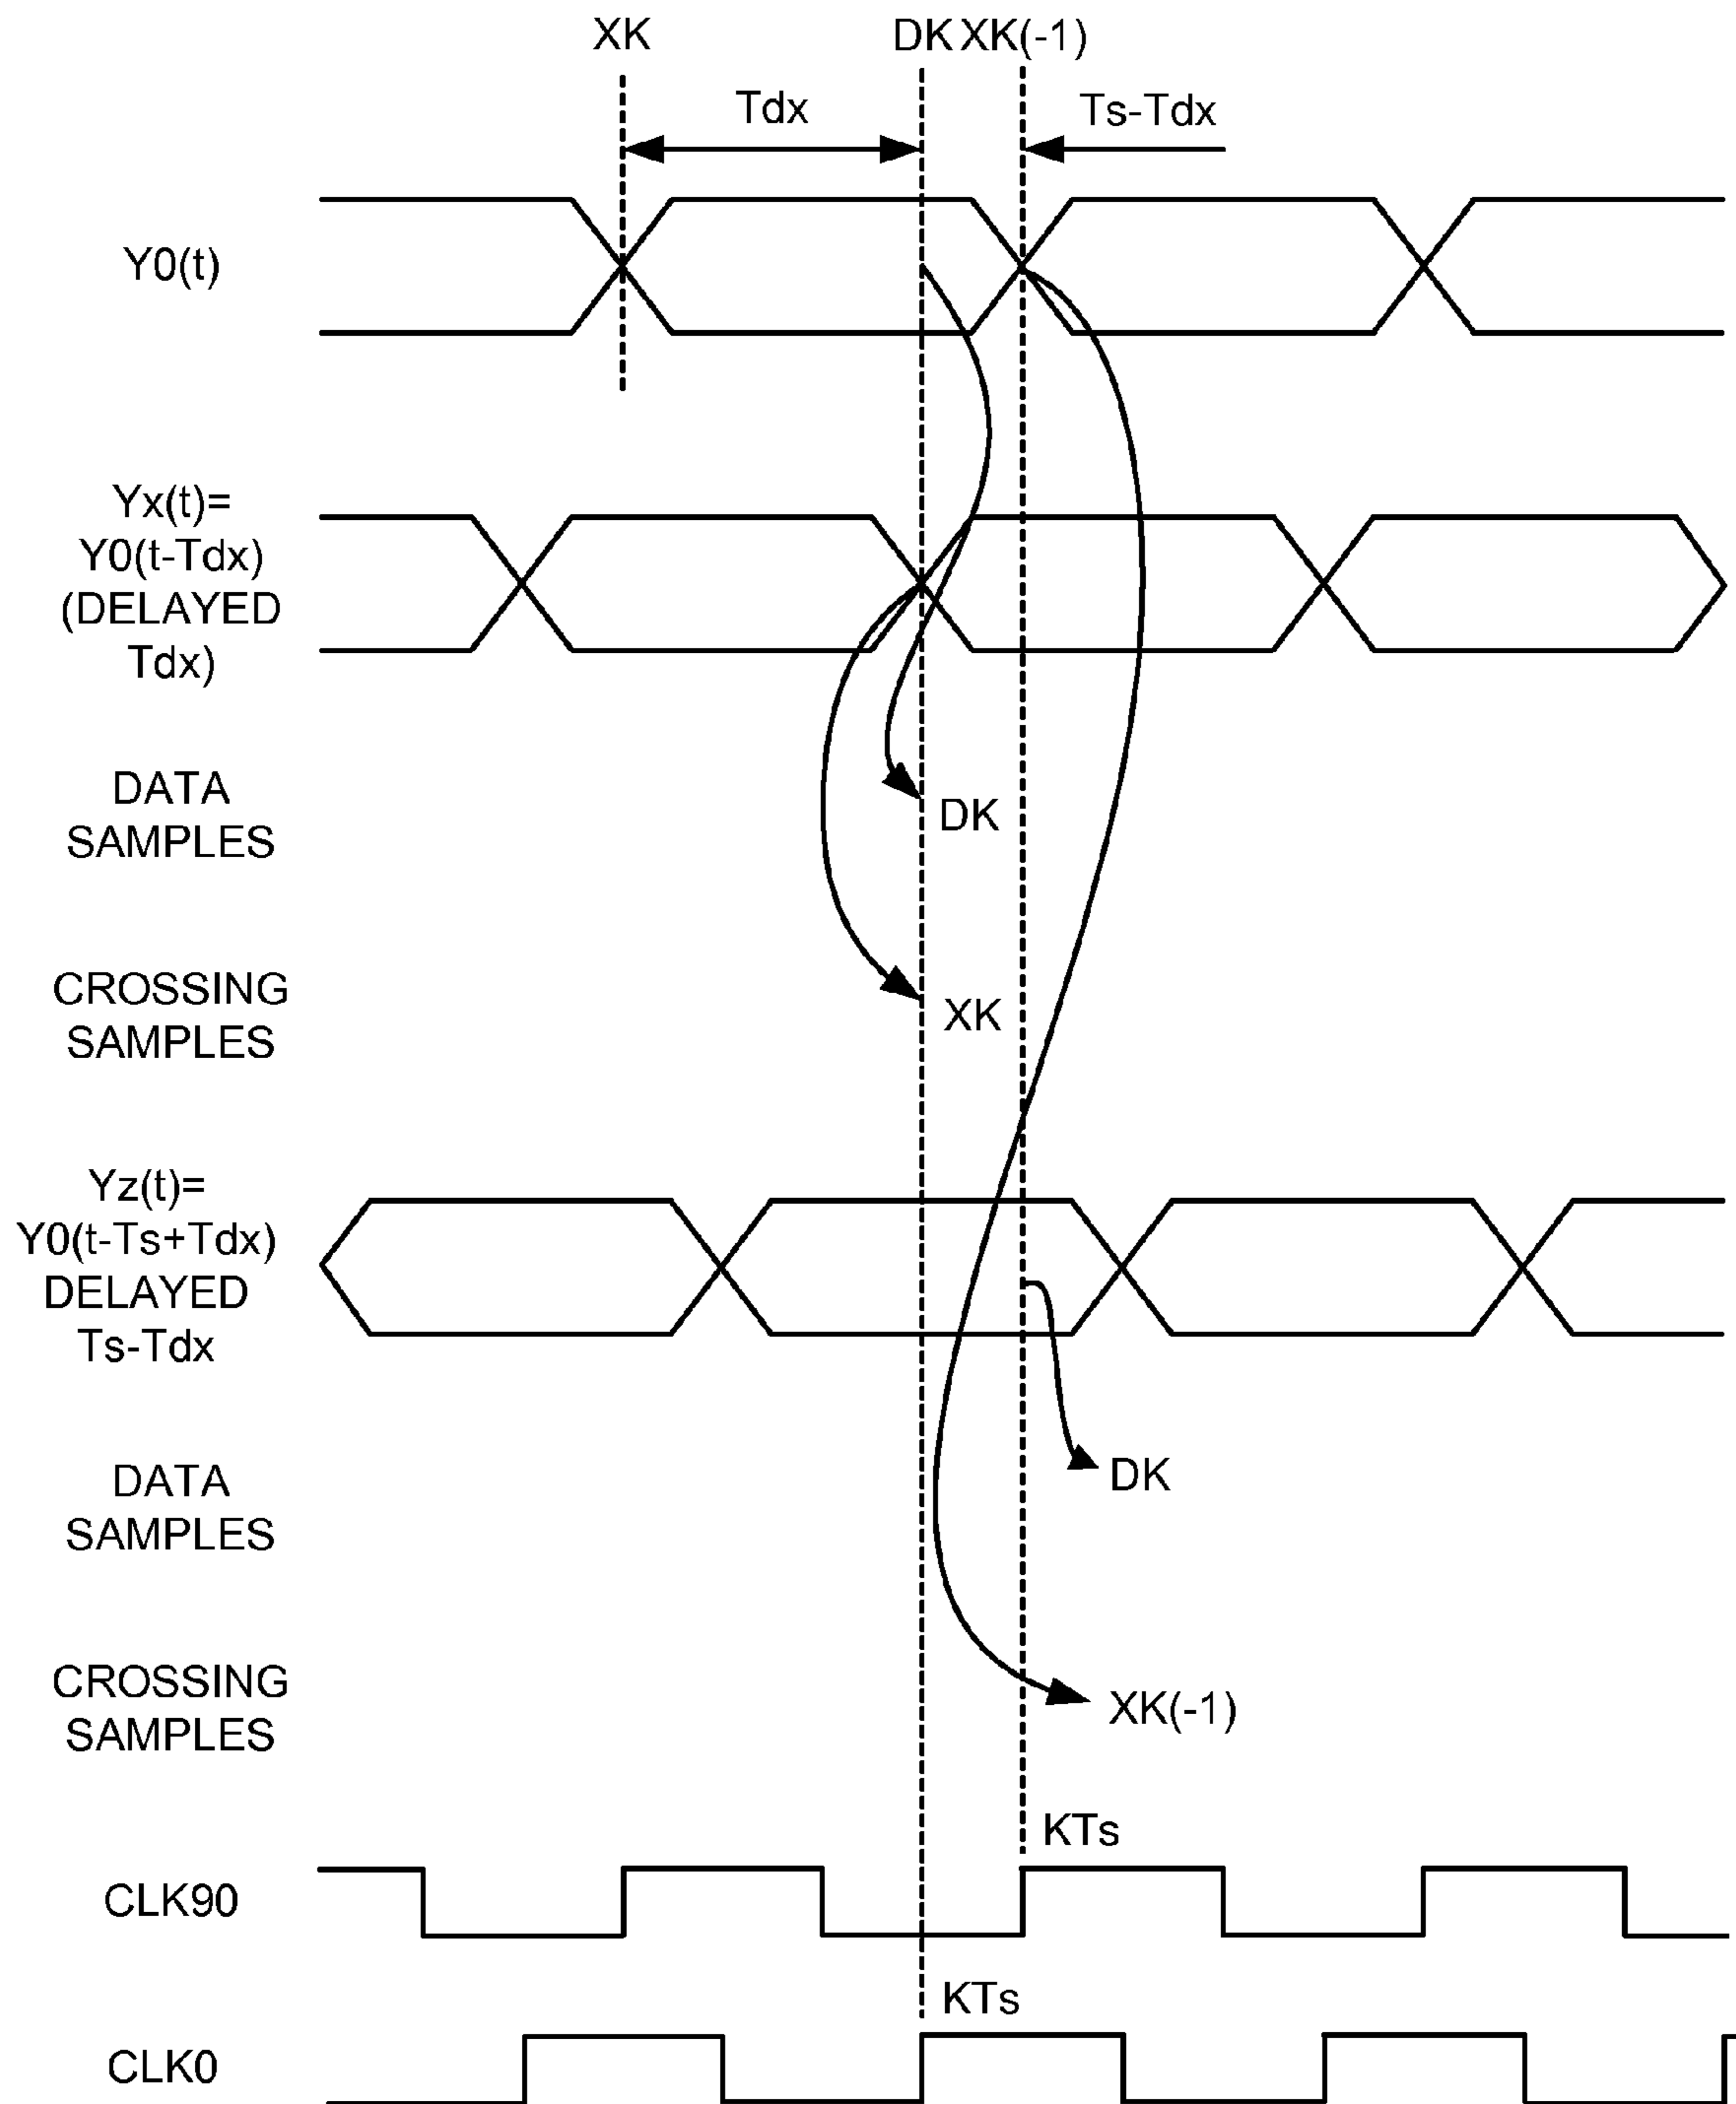 XK
DK XK(-1)
Tdx
Ts-Tdx
Y0(t)
Yx(t)=
Y0(t-Tdx)
(DELAYED
Tdx)
DATA
SAMPLES
DK
CROSSING
SAMPLES
XK
Yz(t)=
Y0(t-Ts+Tdx)
DELAYED
Ts-Tdx
DATA
SAMPLES
DK
CROSSING
SAMPLES
XK(-1)
KTs
CLK90
KTs
CLK0